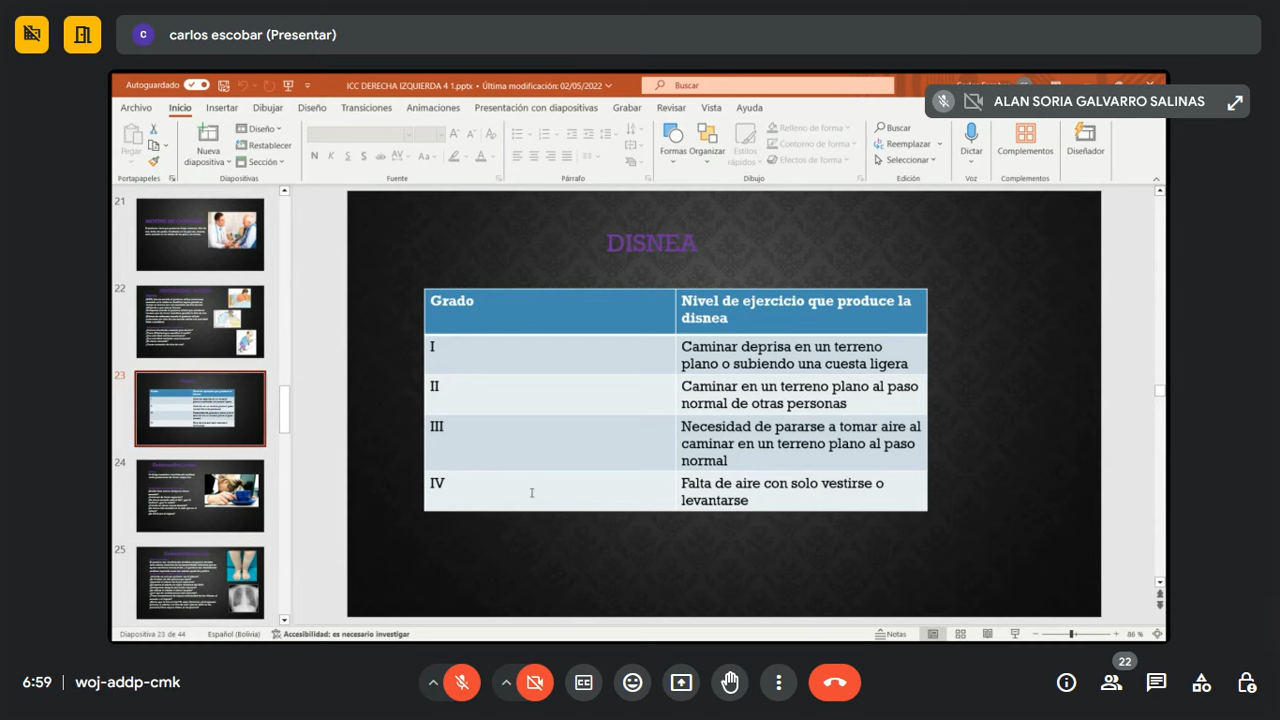 C carlos escobar (Presentar)
Autoguardado
ICC DERECHA IZQUIERDA 4 1.pptx • Última modificación: 02/05/2022
Buscar
ALAN SORIA GALVARRO SALINAS
Archivo Inicio Insertar Dibujar Diseño Transiciones Animaciones Presentación con diapositivas Grabar Revisar Vista Ayuda
Pegar
Nueva diapositiva
Diseño
Restablecer
Sección
N K S ab AV Aa A
Formas
Organizar
Estilos rápidos
Relleno de forma
Contorno de forma
Efectos de forma
Buscar
Reemplazar
Seleccionar
Dictar
Complementos
Diseñador
Portapapeles Diapositivas Fuente Párrafo Dibujo Edición Voz Complementos
21
22
23
24
25
DISNEA
Grado
Nivel de ejercicio que produce la
disnea
I
Caminar deprisa en un terreno
plano o subiendo una cuesta ligera
II
Caminar en un terreno plano al paso
normal de otras personas
III
Necesidad de pararse a tomar aire al
caminar en un terreno plano al paso
normal
IV
Falta de aire con solo vestirse o
levantarse
Diapositiva 23 de 44 Español (Bolivia) Accesibilidad: es necesario investigar
Notas
86 %
6:59 woj-addp-cmk
22